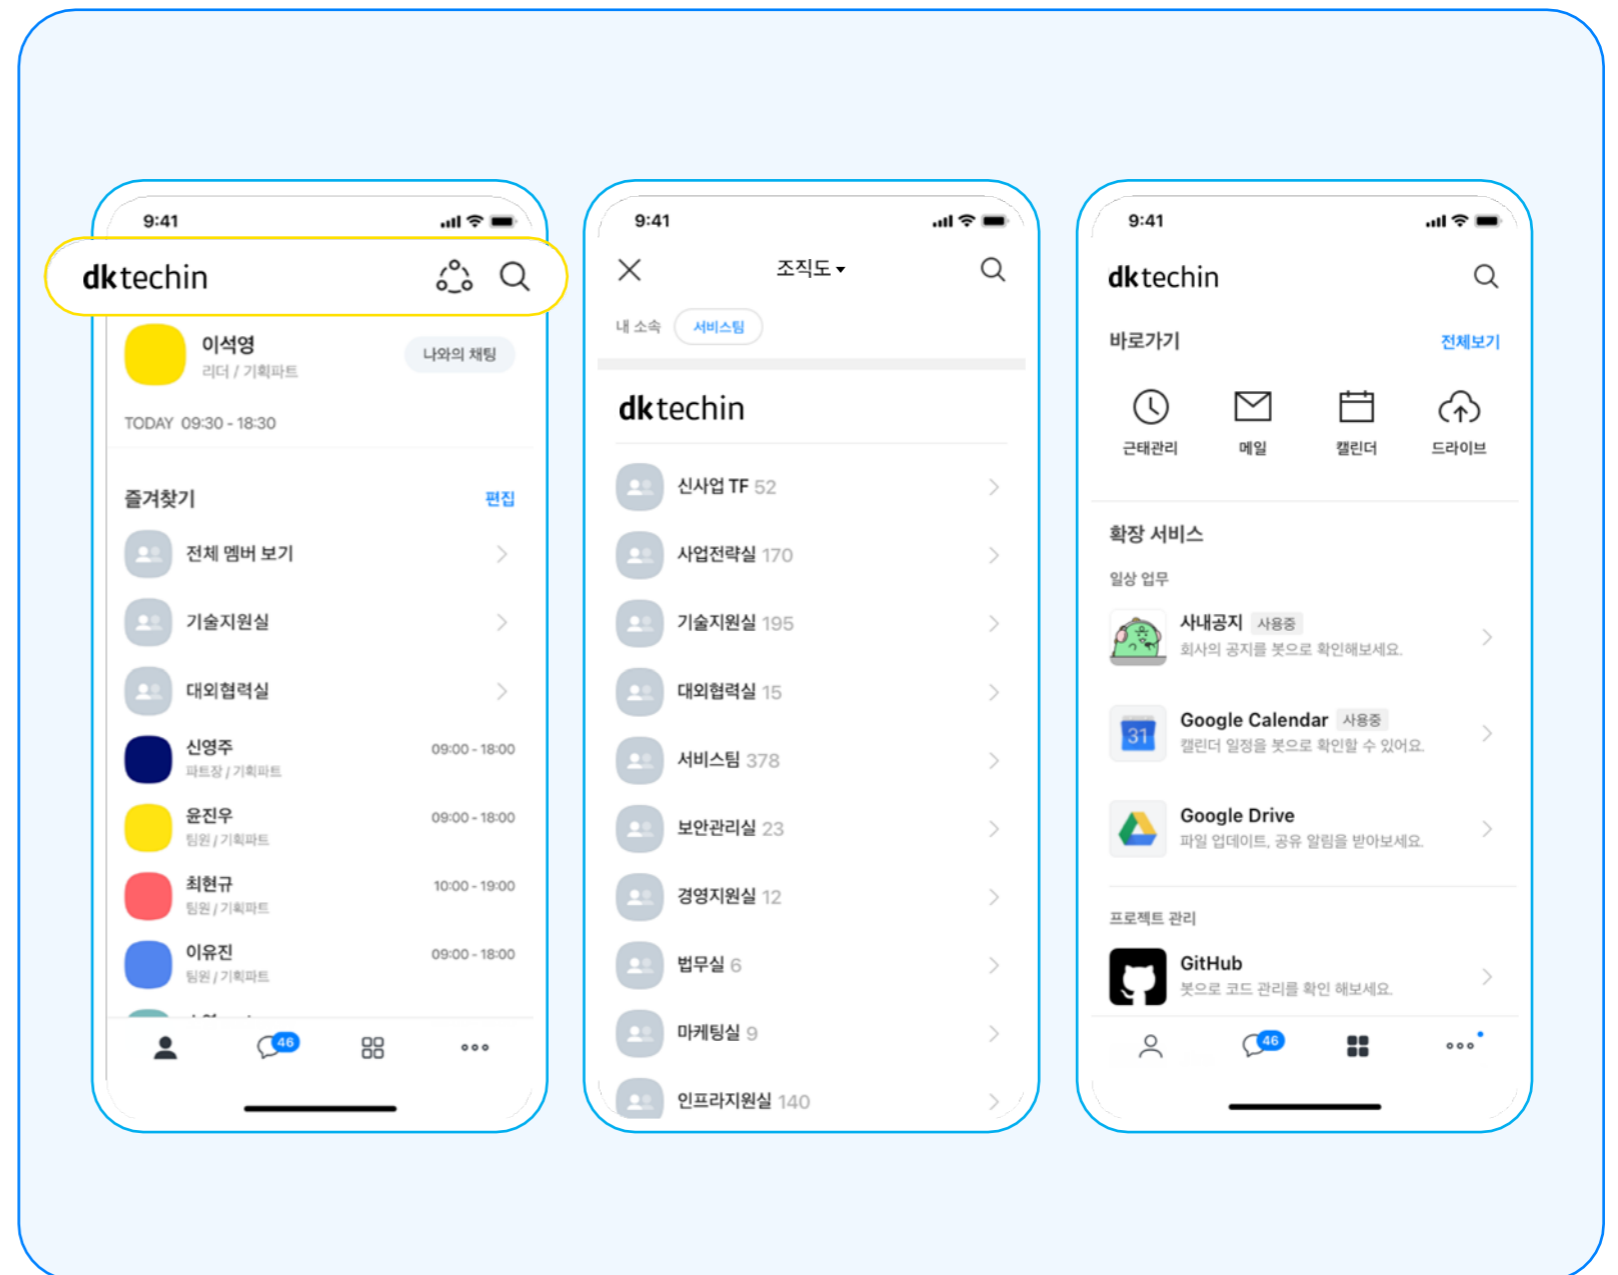 9:41
dktechin
이석영
나와의 채팅
리더 / 기획파트
TODAY 09:30 - 18:30
즐겨찾기
편집
전체 멤버 보기
기술지원실
대외협력실
신영주
09:00 - 18:00
파트장 / 기획파트
윤진우
09:00 - 18:00
팀원 / 기획파트
최현규
10:00 - 19:00
팀원 / 기획파트
이유진
09:00 - 18:00
팀원 / 기획파트
46
9:41
조직도
내 소속 서비스팀
dktechin
신사업 TF 52
사업전략실 170
기술지원실 195
대외협력실 15
서비스팀 378
보안관리실 23
경영지원실 12
법무실 6
마케팅실 9
인프라지원실 140
9:41
dktechin
바로가기
전체보기
근태관리 메일 캘린더 드라이브
확장 서비스
일상 업무
사내공지 사용중
회사의 공지를 봇으로 확인해보세요.
Google Calendar 사용중
31
캘린더 일정을 봇으로 확인할 수 있어요.
Google Drive
파일 업데이트, 공유 알림을 받아보세요.
프로젝트 관리
GitHub
봇으로 코드 관리를 확인 해보세요.
46